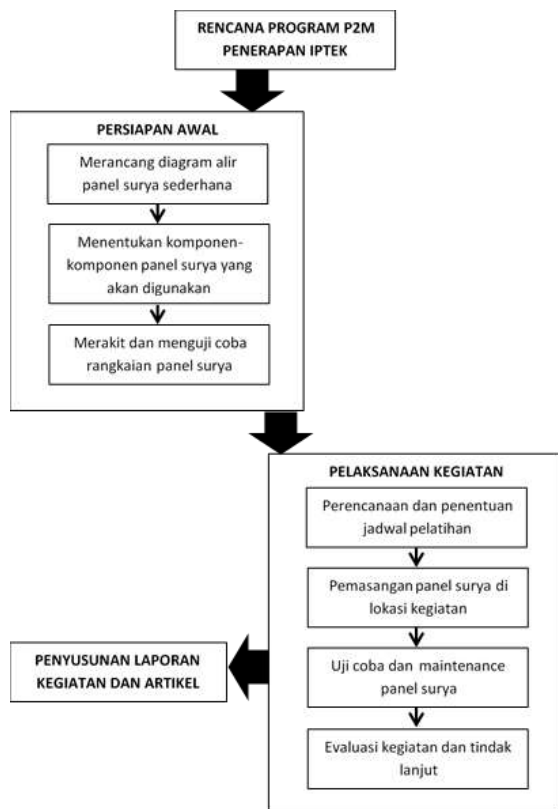 RENCANA PROGRAM P2M
PENERAPAN IPTEK
PERSIAPAN AWAL
Merancang diagram alir
panel surya sederhana
Menentukan komponen-
komponen panel surya yang
akan digunakan
Merakit dan menguji coba
rangkaian panel surya
PELAKSANAAN KEGIATAN
Perencanaan dan penentuan
jadwal pelatihan
Pemasangan panel surya di
lokasi kegiatan
Uji coba dan maintenance
panel surya
Evaluasi kegiatan dan tindak
lanjut
PENYUSUNAN LAPORAN
KEGIATAN DAN ARTIKEL